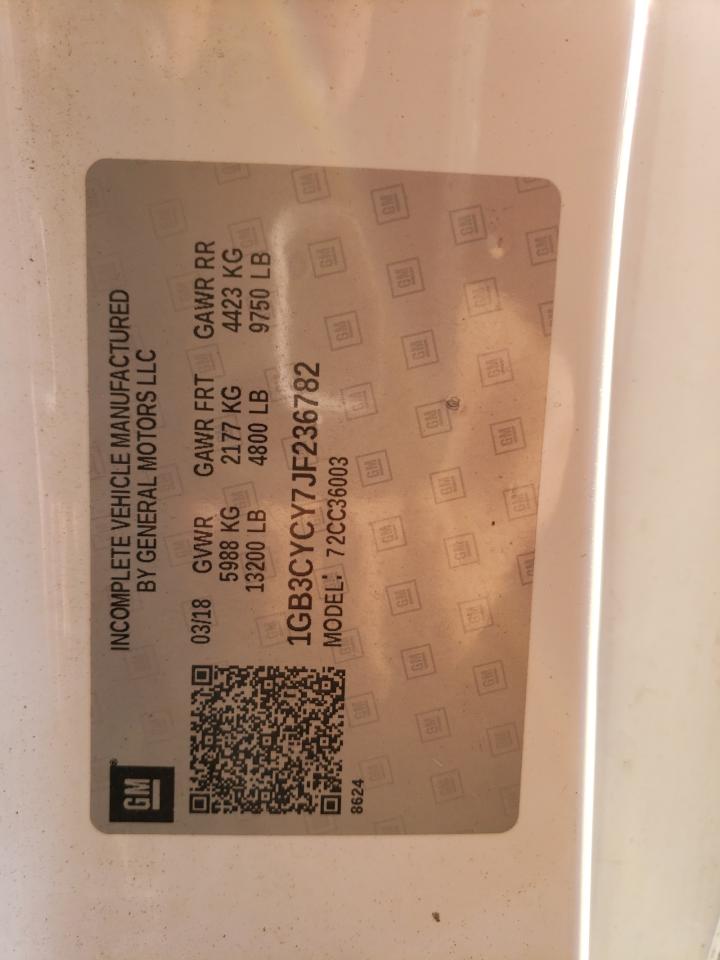 GM
INCOMPLETE VEHICLE MANUFACTURED
BY GENERAL MOTORS LLC
03/18 GVWR GAWR FRT GAWR RR
5988 KG 2177 KG 4423 KG
13200 LB 4800 LB 9750 LB
1GB3CYCY7JF236782
MODEL: 72CC36003
8624